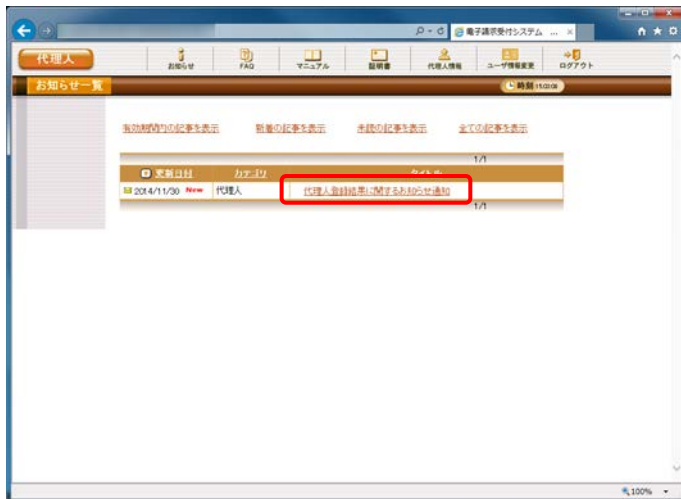 電子請求受付システム ...
代理人
お知らせ
FAQ
マニュアル
証明書
代理人情報
ユーザ情報変更
ログアウト
お知らせ一覧
時刻 15:03:08
有効期間内の記事を表示 新着の記事を表示 未読の記事を表示 全ての記事を表示
1/1
更新日付 カテゴリ タイトル
2014/11/30 New 代理人 代理人登録結果に関するお知らせ通知
1/1
100%